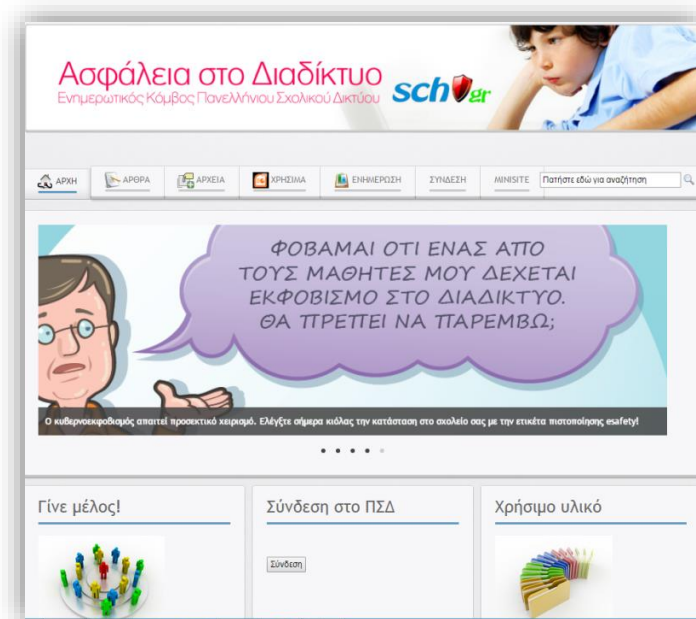 Ασφάλεια στο Διαδίκτυο
Ενημερωτικός Κόμβος Πανελλήνιου Σχολικού Δικτύου
sch gr
ΑΡΧΗ ΑΡΘΡΑ ΑΡΧΕΙΑ ΧΡΗΣΙΜΑ ΕΝΗΜΕΡΩΣΗ ΣΥΝΔΕΣΗ MINISITE Πατήστε εδώ για αναζήτηση
ΦΟΒΑΜΑΙ ΟΤΙ ΕΝΑΣ ΑΠΟ
ΤΟΥΣ ΜΑΘΗΤΕΣ ΜΟΥ ΔΕΧΕΤΑΙ
ΕΚΦΟΒΙΣΜΟ ΣΤΟ ΔΙΑΔΙΚΤΥΟ.
ΘΑ ΠΡΕΠΕΙ ΝΑ ΠΑΡΕΜΒΩ;
Ο κυβερνοεκφοβισμός απαιτεί προσεκτικό χειρισμό. Ελέγξτε σήμερα κιόλας την κατάσταση στο σχολείο σας με την ετικέτα πιστοποίησης esafety!
Γίνε μέλος!
Σύνδεση στο ΠΣΔ
Χρήσιμο υλικό
Σύνδεση